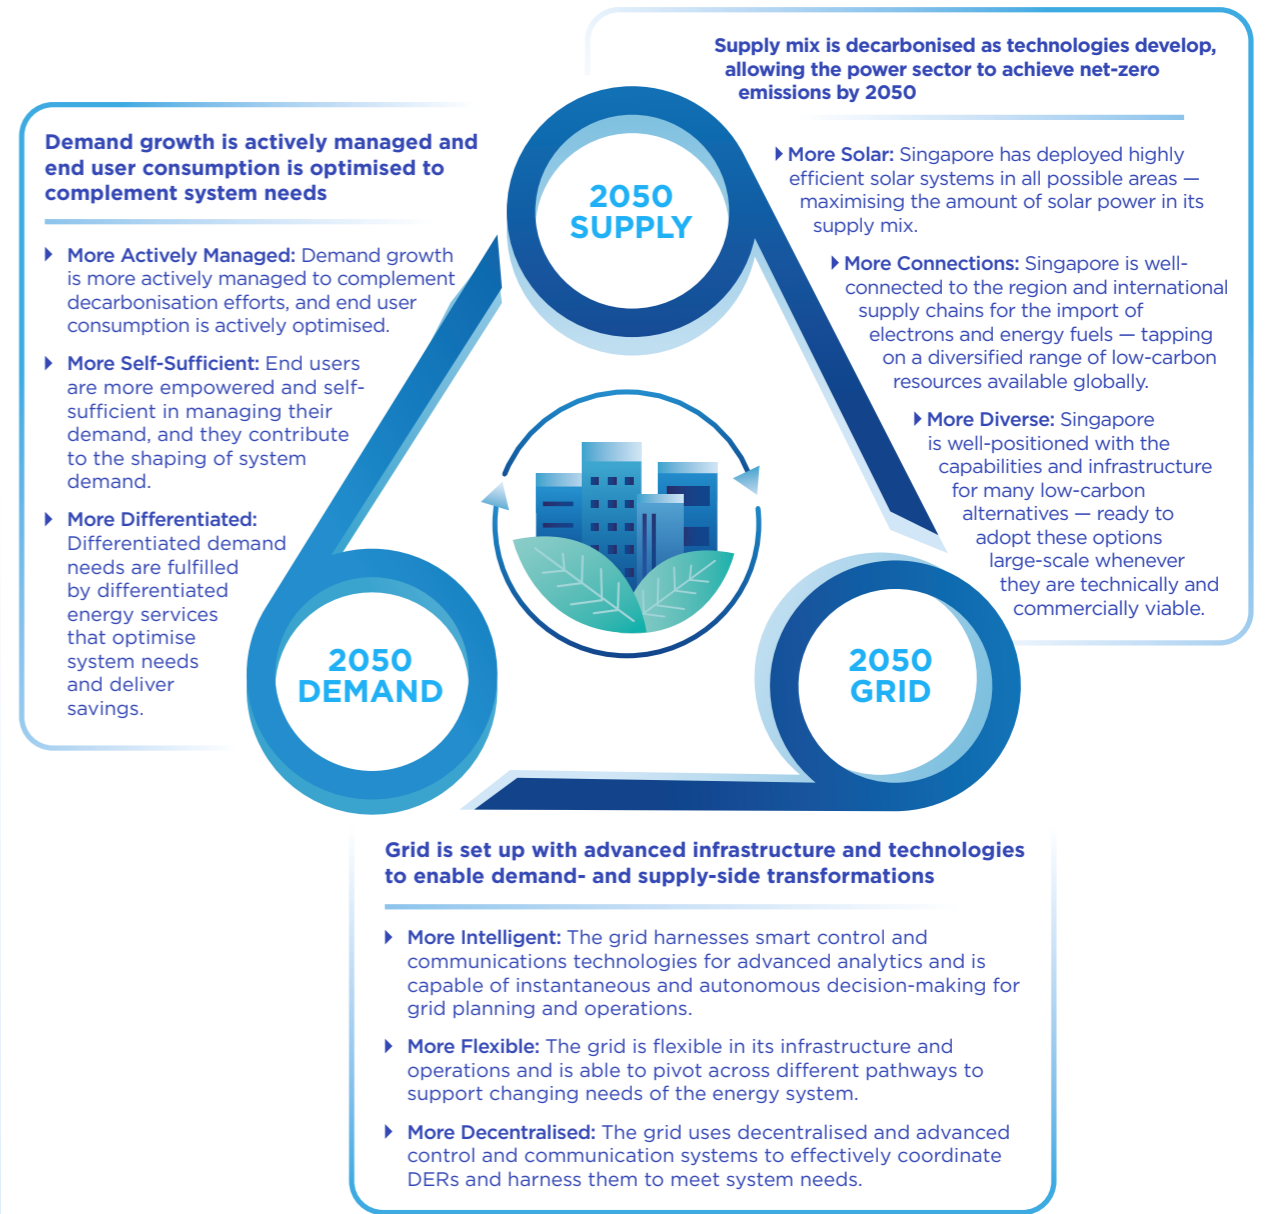 Supply mix is decarbonised as technologies develop,
allowing the power sector to achieve net-zero
emissions by 2050
More Solar: Singapore has deployed highly
efficient solar systems in all possible areas —
maximising the amount of solar power in its
supply mix.
More Connections: Singapore is well-
connected to the region and international
supply chains for the import of
electrons and energy fuels — tapping
on a diversified range of low-carbon
resources available globally.
More Diverse: Singapore
is well-positioned with the
capabilities and infrastructure
for many low-carbon
alternatives — ready to
adopt these options
large-scale whenever
they are technically and
commercially viable.
Demand growth is actively managed and
end user consumption is optimised to
complement system needs
More Actively Managed: Demand growth
is more actively managed to complement
decarbonisation efforts, and end user
consumption is actively optimised.
More Self-Sufficient: End users
are more empowered and self-
sufficient in managing their
demand, and they contribute
to the shaping of system
demand.
More Differentiated:
Differentiated demand
needs are fulfilled
by differentiated
energy services
that optimise
system needs
and deliver
savings.
2050
SUPPLY
2050
DEMAND
2050
GRID
Grid is set up with advanced infrastructure and technologies
to enable demand- and supply-side transformations
More Intelligent: The grid harnesses smart control and
communications technologies for advanced analytics and is
capable of instantaneous and autonomous decision-making for
grid planning and operations.
More Flexible: The grid is flexible in its infrastructure and
operations and is able to pivot across different pathways to
support changing needs of the energy system.
More Decentralised: The grid uses decentralised and advanced
control and communication systems to effectively coordinate
DERs and harness them to meet system needs.